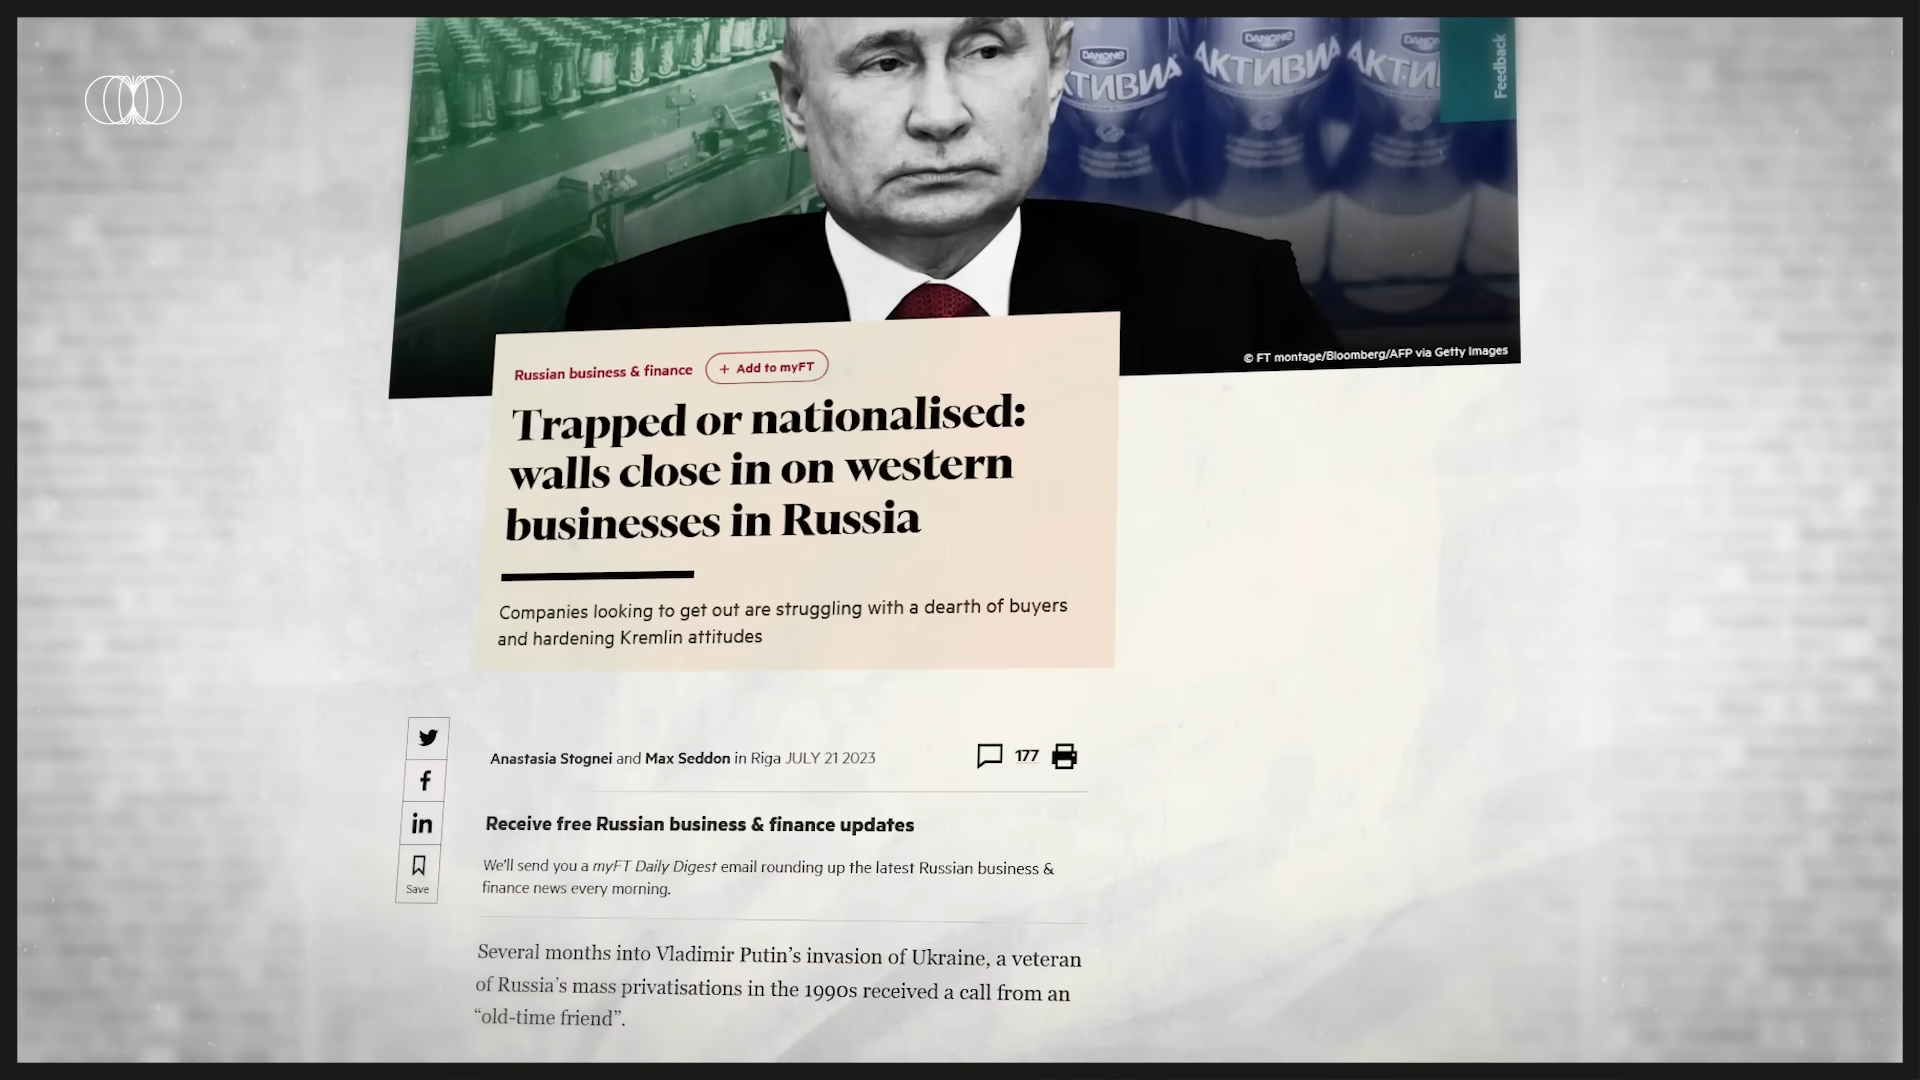 DANONE
DANONE
DANONE
АКТИВИА
Feedback
© FT montage/Bloomberg/AFP via Getty Images
Russian business & finance
+ Add to myFT
Trapped or nationalised:
walls close in on western
businesses in Russia
Companies looking to get out are struggling with a dearth of buyers
and hardening Kremlin attitudes
Anastasia Stognei and Max Seddon in Riga JULY 21 2023
177
Receive free Russian business & finance updates
We'll send you a myFT Daily Digest email rounding up the latest Russian business &
finance news every morning.
Save
Several months into Vladimir Putin's invasion of Ukraine, a veteran
of Russia's mass privatisations in the 1990s received a call from an
“old-time friend”.